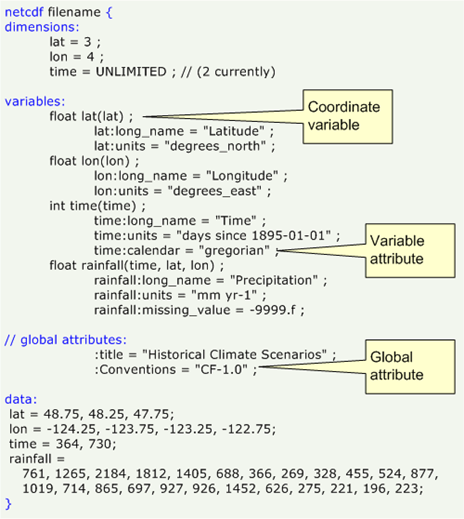 netcdf filename {
dimensions:
lat = 3 ;
lon = 4 ;
time = UNLIMITED ; // (2 currently)
variables:
float lat(lat) ;
Coordinate
variable
lat:long_name = "Latitude" ;
lat:units = "degrees_north" ;
float lon(lon) ;
lon:long_name = "Longitude" ;
lon:units = "degrees_east" ;
int time(time) ;
time:long_name = "Time" ;
time:units = "days since 1895-01-01" ;
time:calendar = "gregorian" ;
Variable
attribute
float rainfall(time, lat, lon) ;
rainfall:long_name = "Precipitation" ;
rainfall:units = "mm yr-1" ;
rainfall:missing_value = -9999.f ;
// global attributes:
:title = "Historical Climate Scenarios" ;
:Conventions = "CF-1.0" ;
Global
attribute
data:
lat = 48.75, 48.25, 47.75;
lon = -124.25, -123.75, -123.25, -122.75;
time = 364, 730;
rainfall =
761, 1265, 2184, 1812, 1405, 688, 366, 269, 328, 455, 524, 877,
1019, 714, 865, 697, 927, 926, 1452, 626, 275, 221, 196, 223;
}